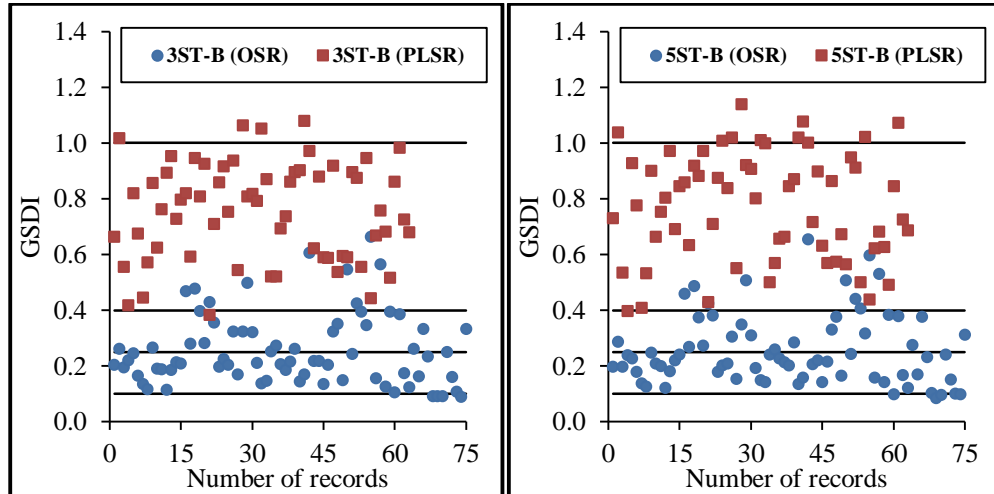 3ST-B (OSR) 3ST-B (PLSR)
1.4
1.2
1.0
0.8
0.6
0.4
0.2
0.0
GSDI
0 15 30 45 60 75
Number of records
5ST-B (OSR) 5ST-B (PLSR)
1.4
1.2
1.0
0.8
0.6
0.4
0.2
0.0
GSDI
0 15 30 45 60 75
Number of records